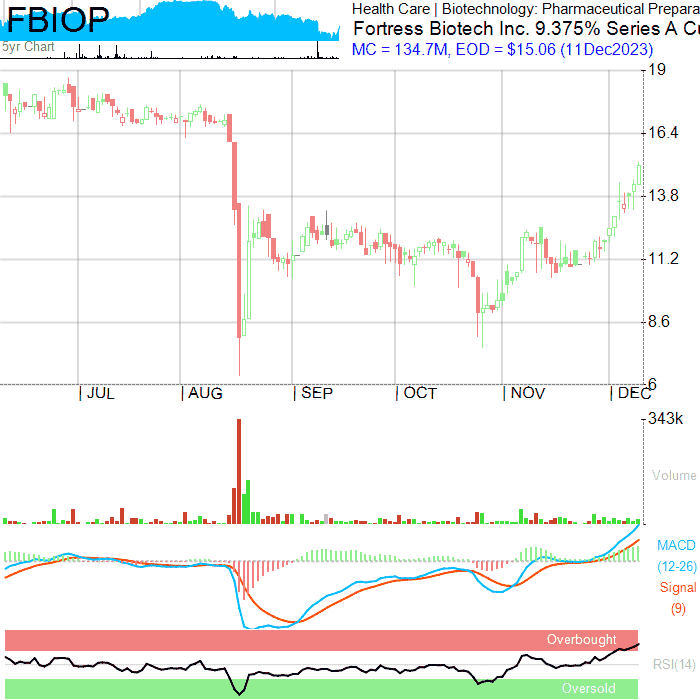 FBIOP
5yr Chart
Health Care | Biotechnology: Pharmaceutical Prepara
Fortress Biotech Inc. 9.375% Series A Cu
MC = 134.7M, EOD = $15.06 (11Dec2023)
19
16.4
13.8
11.2
8.6
6
JUL
AUG
SEP
OCT
NOV
DEC
343k
Volume
MACD
(12-26)
Signal
(9)
Overbought
RSI(14)
Oversold